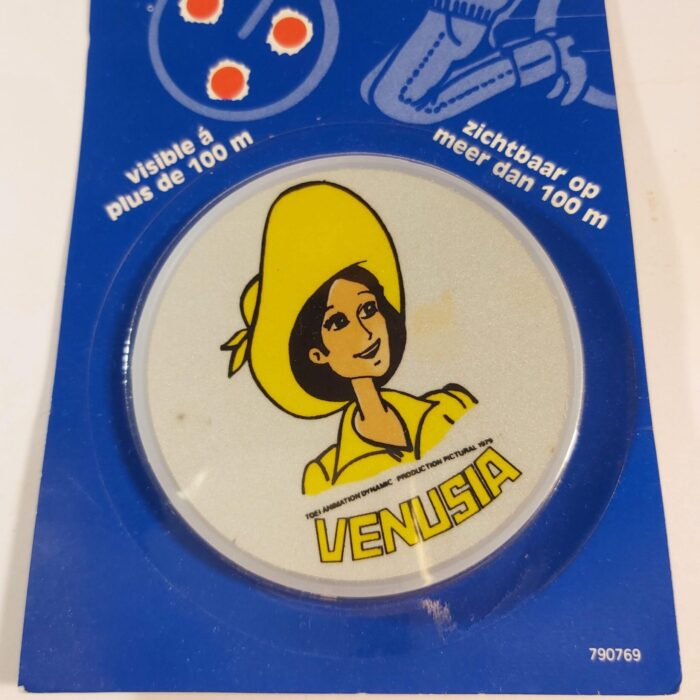 visible á
plus de 100 m
zichtbaar op
meer dan 100 m
TOEI ANIMATION DYNAMIC PRODUCTION PICTURAL 1979
VENUSIA
790769